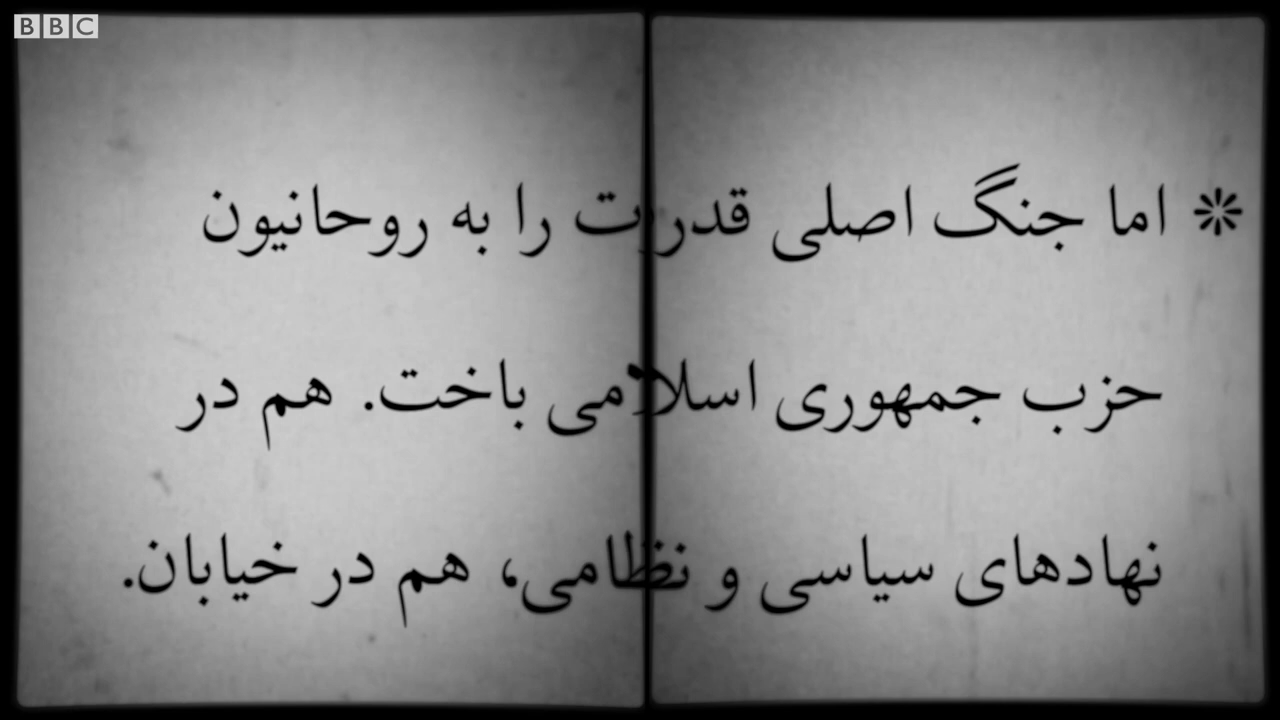 BBC
❊ اما جنگ اصلی قدرت را به روحانیون
حزب جمهوری اسلامی باخت. هم در
نهادهای سیاسی و نظامی، هم در خیابان.